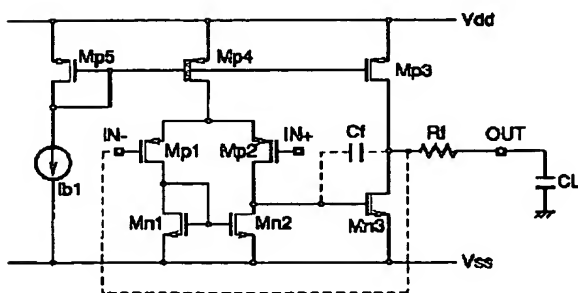 Vdd
Mp5
Mp4
Mp3
IN-
IN+
Cf
Rf
OUT
Mp1
Mp2
Ib1
CL
Mn1
Mn2
Mn3
Vss